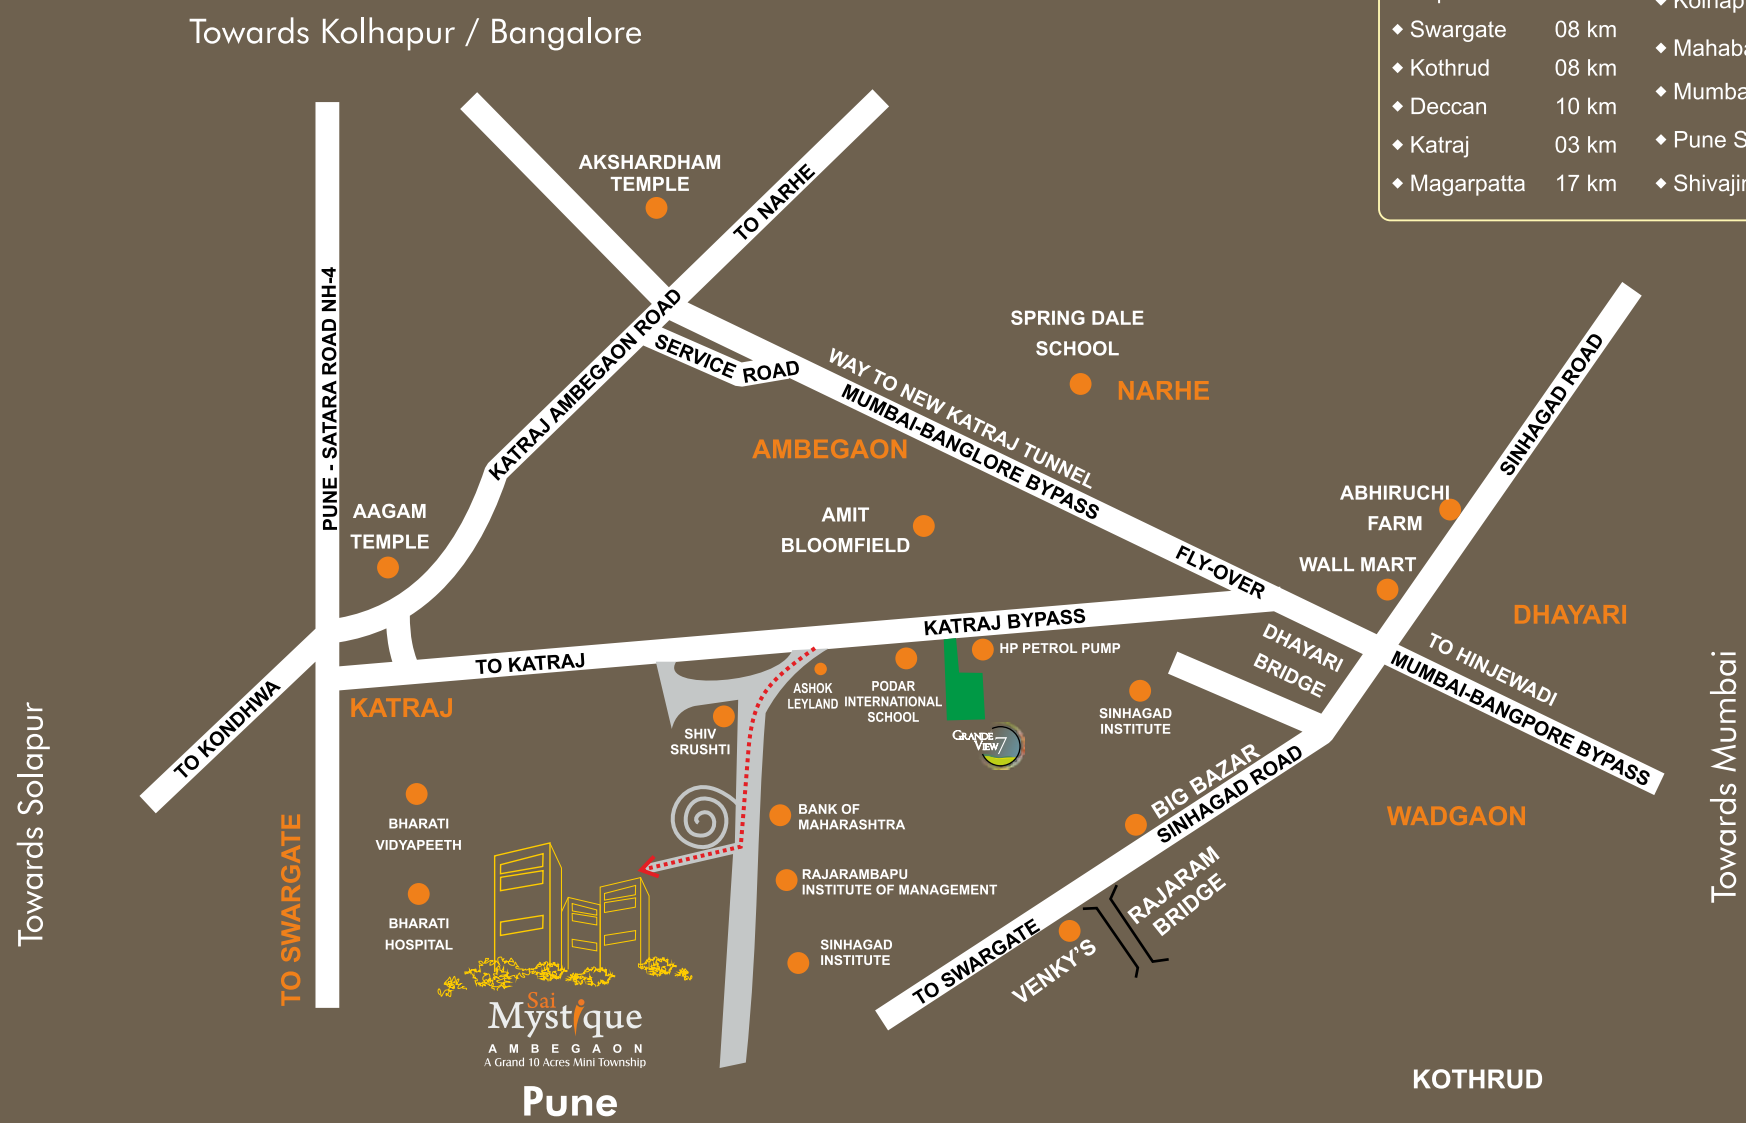 Towards Kolhapur / Bangalore
Swargate 08 km
Kothrud 08 km
Deccan 10 km
Katraj 03 km
Magarpatta 17 km
Pune
AKSHARDHAM
TEMPLE
TO NARHE
PUNE - SATARA ROAD NH-4
KATRAJ AMBEGAON ROAD
SERVICE ROAD
WAY TO NEW KATRAJ TUNNEL
MUMBAI-BANGLORE BYPASS
SPRING DALE
SCHOOL
NARHE
AMBEGAON
SINHAGAD ROAD
AAGAM
TEMPLE
AMIT
BLOOMFIELD
ABHIRUCHI
FARM
WALL MART
FLY-OVER
DHAYARI
KATRAJ BYPASS
TO KATRAJ
HP PETROL PUMP
DHAYARI
BRIDGE
TO HINJEWADI
MUMBAI-BANGPORE BYPASS
TO KONDHWA
KATRAJ
ASHOK
LEYLAND
PODAR
INTERNATIONAL
SCHOOL
SINHAGAD
INSTITUTE
SHIV
SRUSHTI
GRANDE
VIEW 7
Towards Solapur
Towards Mumbai
TO SWARGATE
BHARATI
VIDYAPEETH
BANK OF
MAHARASHTRA
BIG BAZAR
SINHAGAD ROAD
WADGAON
RAJARAMBAPU
INSTITUTE OF MANAGEMENT
RAJARAM
BRIDGE
BHARATI
HOSPITAL
SINHAGAD
INSTITUTE
TO SWARGATE
VENKY'S
Sai
Mystique
AMBEGAON
A Grand 10 Acres Mini Township
Pune
KOTHRUD